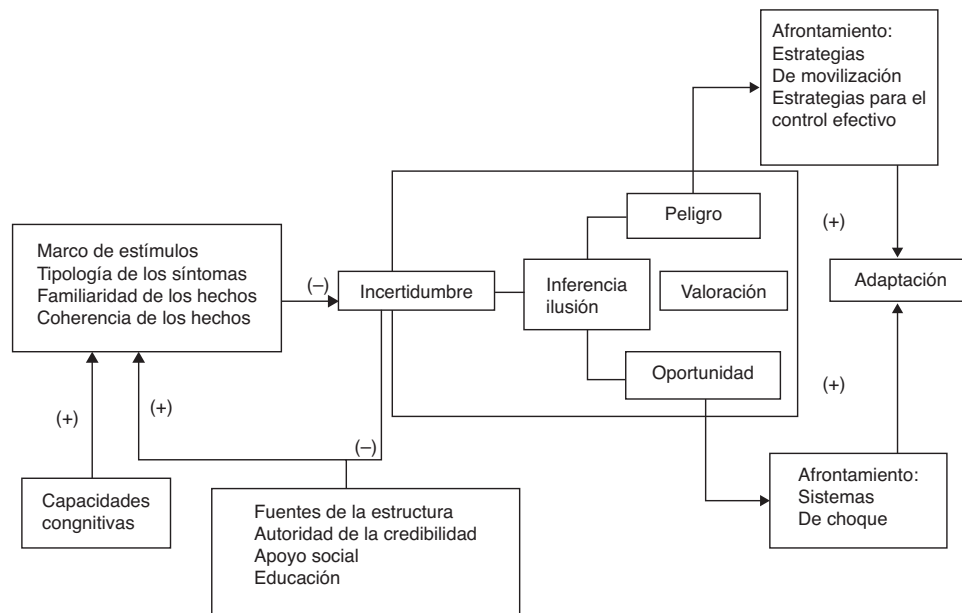 Afrontamiento:
Estrategias
De movilización
Estrategias para el
control efectivo
Peligro
(+)
Marco de estímulos
Tipología de los síntomas
Familiaridad de los hechos
Coherencia de los hechos
(–)
Incertidumbre
Inferencia
ilusión
Valoración
Adaptación
Oportunidad
(+)
(+)
(+)
(–)
Capacidades
congnitivas
Fuentes de la estructura
Autoridad de la credibilidad
Apoyo social
Educación
Afrontamiento:
Sistemas
De choque